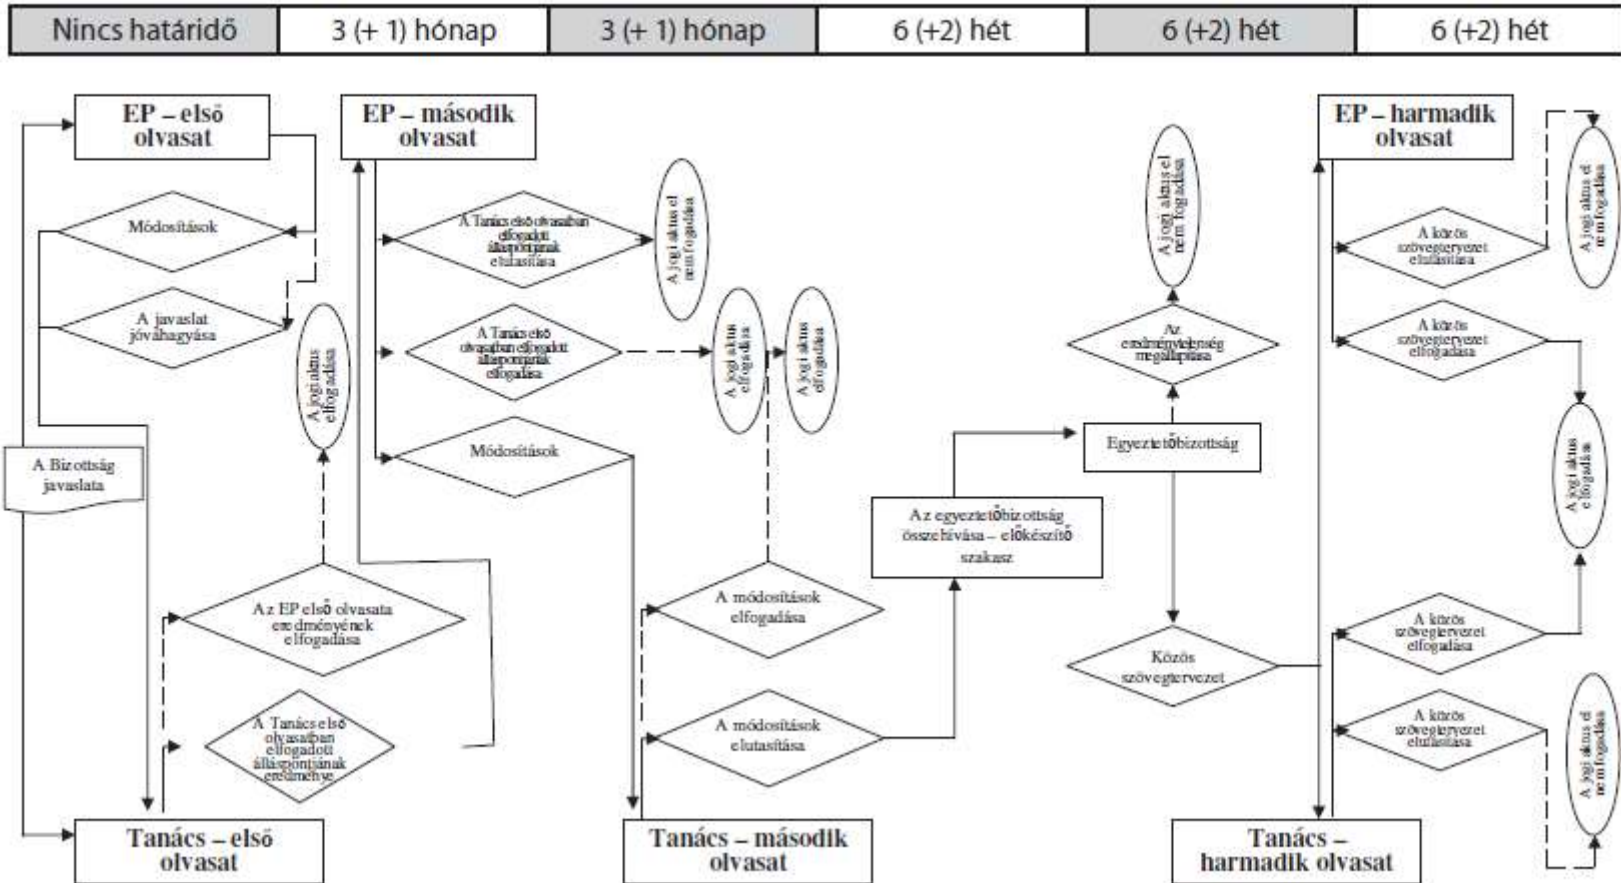 Nincs határidő
3 (+ 1) hónap
3 (+ 1) hónap
6 (+2) hét
6 (+2) hét
6 (+2) hét
EP – első
olvasat
Módosítások
A javaslat
jóváhagyása
A Bizottság
javaslata
A jogi aktus
elfogadása
Az EP első olvasata
eredményének
elfogadása
A Tanács első
olvasatban
elfogadott
álláspontjának
eredménye
Tanács – első
olvasat
EP – második
olvasat
A Tanács első olvasatban
elfogadott
álláspontjának
elutasítása
A jogi aktus el
nem fogadása
A Tanács első
olvasatban elfogadott
álláspontjának
elfogadása
A jogi aktus
elfogadása
A jogi aktus
elfogadása
Módosítások
A módosítások
elfogadása
A módosítások
elutasítása
Tanács – második
olvasat
Az egyeztetőbizottság
összehívása – előkészítő
szakasz
A jogi aktus el
nem fogadása
Az
eredménytelenség
megállapítása
Egyeztetőbizottság
Közös
szövegtervezet
EP – harmadik
olvasat
A közös
szövegtervezet
elutasítása
A jogi aktus el
nem fogadása
A közös
szövegtervezet
elfogadása
A jogi aktus
elfogadása
A közös
szövegtervezet
elfogadása
A közös
szövegtervezet
elutasítása
A jogi aktus el
nem fogadása
Tanács –
harmadik olvasat